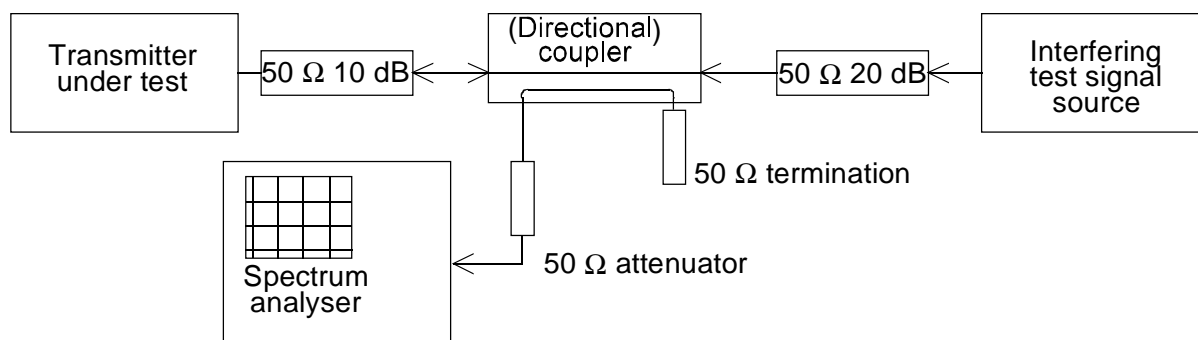 Transmitter
under test
50 Ω 10 dB
(Directional)
coupler
50 Ω 20 dB
Interfering
test signal
source
50 Ω termination
50 Ω attenuator
Spectrum
analyser